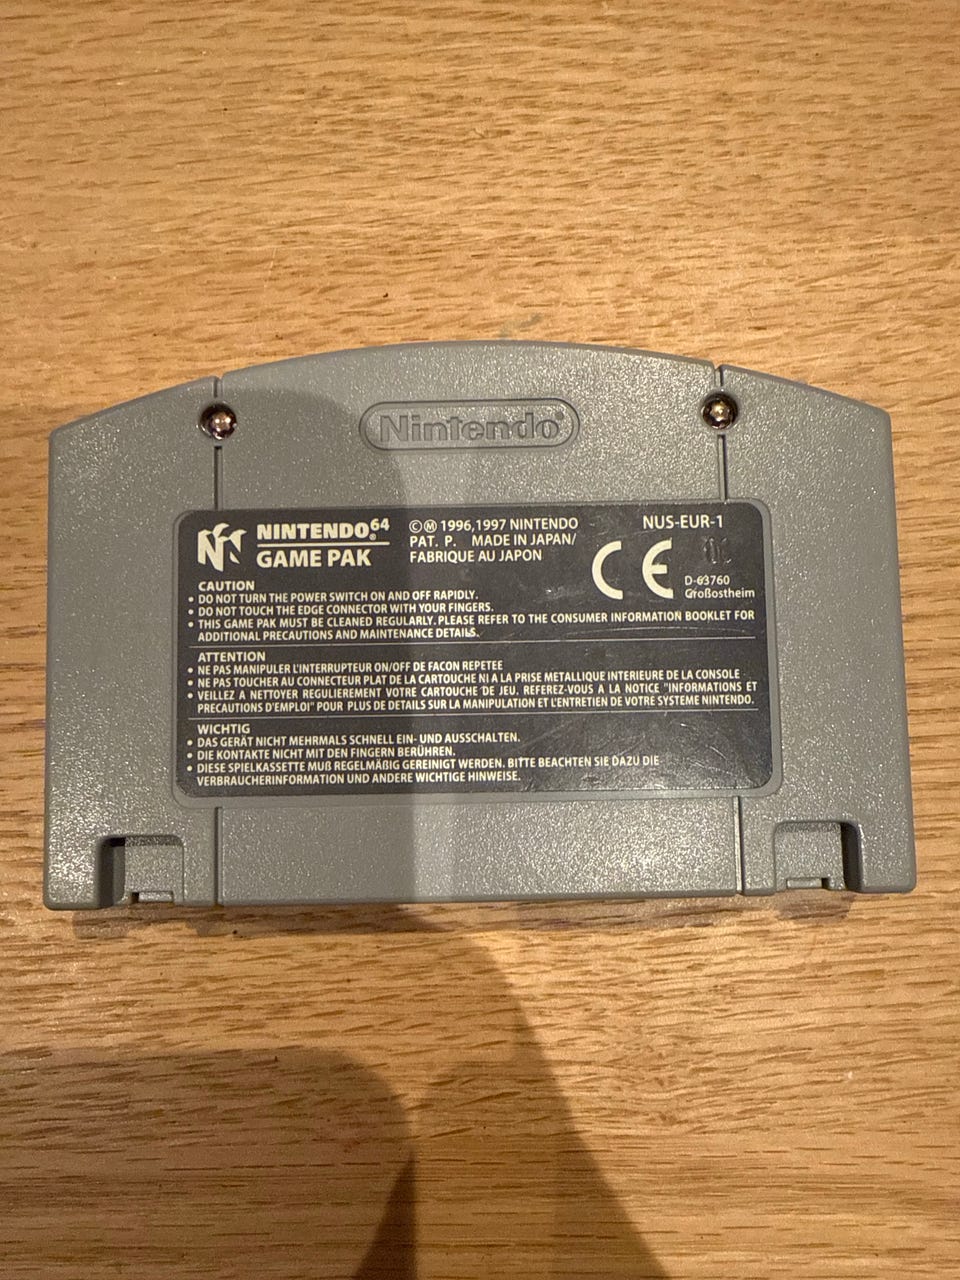 Nintendo®
NINTENDO®64
GAME PAK
©Ⓜ 1996,1997 NINTENDO
PAT. P. MADE IN JAPAN/
FABRIQUE AU JAPON
NUS-EUR-1
CE
D-63760
Großostheim
CAUTION
• DO NOT TURN THE POWER SWITCH ON AND OFF RAPIDLY.
• DO NOT TOUCH THE EDGE CONNECTOR WITH YOUR FINGERS.
• THIS GAME PAK MUST BE CLEANED REGULARLY. PLEASE REFER TO THE CONSUMER INFORMATION BOOKLET FOR
ADDITIONAL PRECAUTIONS AND MAINTENANCE DETAILS.
ATTENTION
• NE PAS MANIPULER L'INTERRUPTEUR ON/OFF DE FACON REPETEE
• NE PAS TOUCHER AU CONNECTEUR PLAT DE LA CARTOUCHE NI A LA PRISE METALLIQUE INTERIEURE DE LA CONSOLE
• VEILLEZ A NETTOYER REGULIEREMENT VOTRE CARTOUCHE DE JEU. REFEREZ-VOUS A LA NOTICE "INFORMATIONS ET
PRECAUTIONS D'EMPLOI" POUR PLUS DE DETAILS SUR LA MANIPULATION ET L'ENTRETIEN DE VOTRE SYSTEME NINTENDO.
WICHTIG
• DAS GERÄT NICHT MEHRMALS SCHNELL EIN- UND AUSSCHALTEN.
• DIE KONTAKTE NICHT MIT DEN FINGERN BERÜHREN.
• DIESE SPIELKASSETTE MUß REGELMÄßIG GEREINIGT WERDEN. BITTE BEACHTEN SIE DAZU DIE
VERBRAUCHERINFORMATION UND ANDERE WICHTIGE HINWEISE.